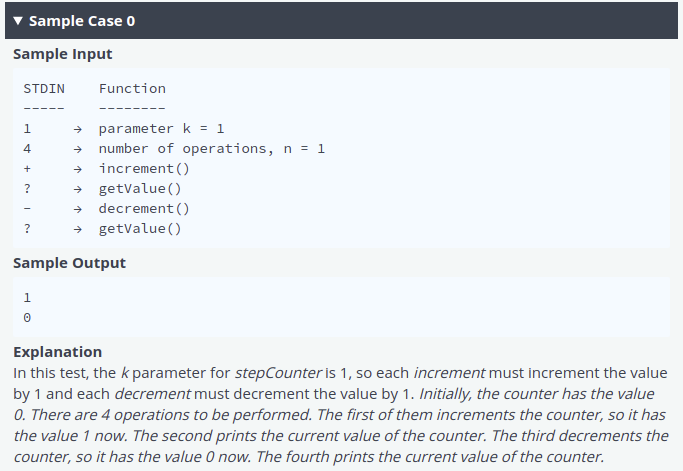 ▼ Sample Case 0
Sample Input
STDIN Function
----- --------
1 → parameter k = 1
4 → number of operations, n = 1
+ → increment()
? → getValue()
- → decrement()
? → getValue()
Sample Output
1
0
Explanation
In this test, the k parameter for stepCounter is 1, so each increment must increment the value
by 1 and each decrement must decrement the value by 1. Initially, the counter has the value
0. There are 4 operations to be performed. The first of them increments the counter, so it has
the value 1 now. The second prints the current value of the counter. The third decrements the
counter, so it has the value 0 now. The fourth prints the current value of the counter.